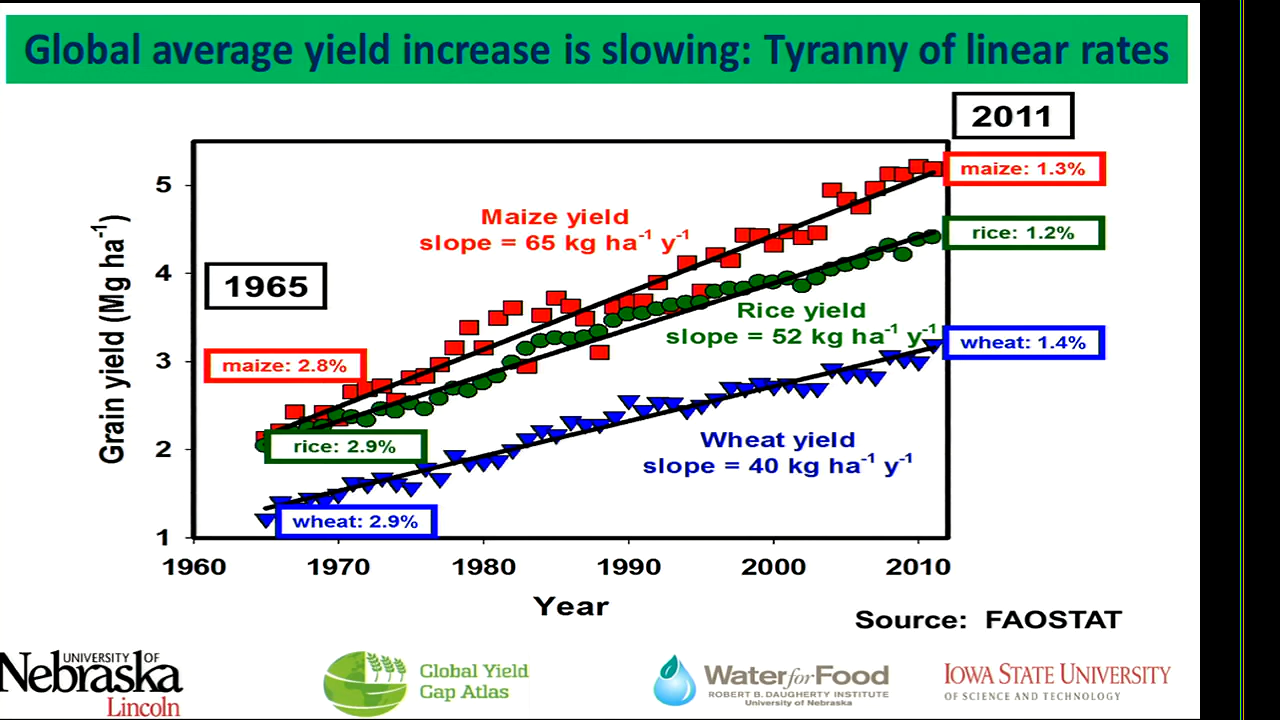 Global average yield increase is slowing: Tyranny of linear rates
2011
1965
maize: 1.3%
rice: 1.2%
wheat: 1.4%
maize: 2.8%
rice: 2.9%
wheat: 2.9%
Maize yield
slope = 65 kg ha⁻¹ y⁻¹
Rice yield
slope = 52 kg ha⁻¹ y⁻¹
Wheat yield
slope = 40 kg ha⁻¹ y⁻¹
Grain yield (Mg ha⁻¹)
5
4
3
2
1
1960 1970 1980 1990 2000 2010
Year
Source: FAOSTAT
UNIVERSITY OF
Nebraska
Lincoln
Global Yield
Gap Atlas
Water for Food
ROBERT B. DAUGHERTY INSTITUTE
University of Nebraska
IOWA STATE UNIVERSITY
OF SCIENCE AND TECHNOLOGY